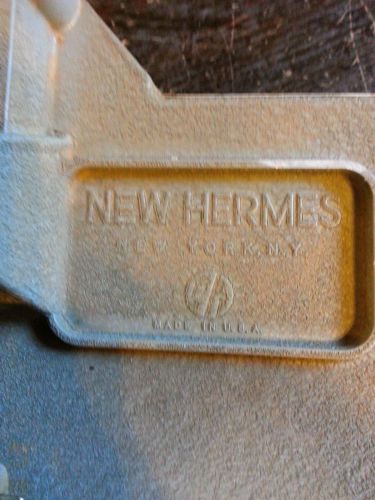 NEW HERMES
NEW YORK, N.Y.
MADE IN U.S.A.